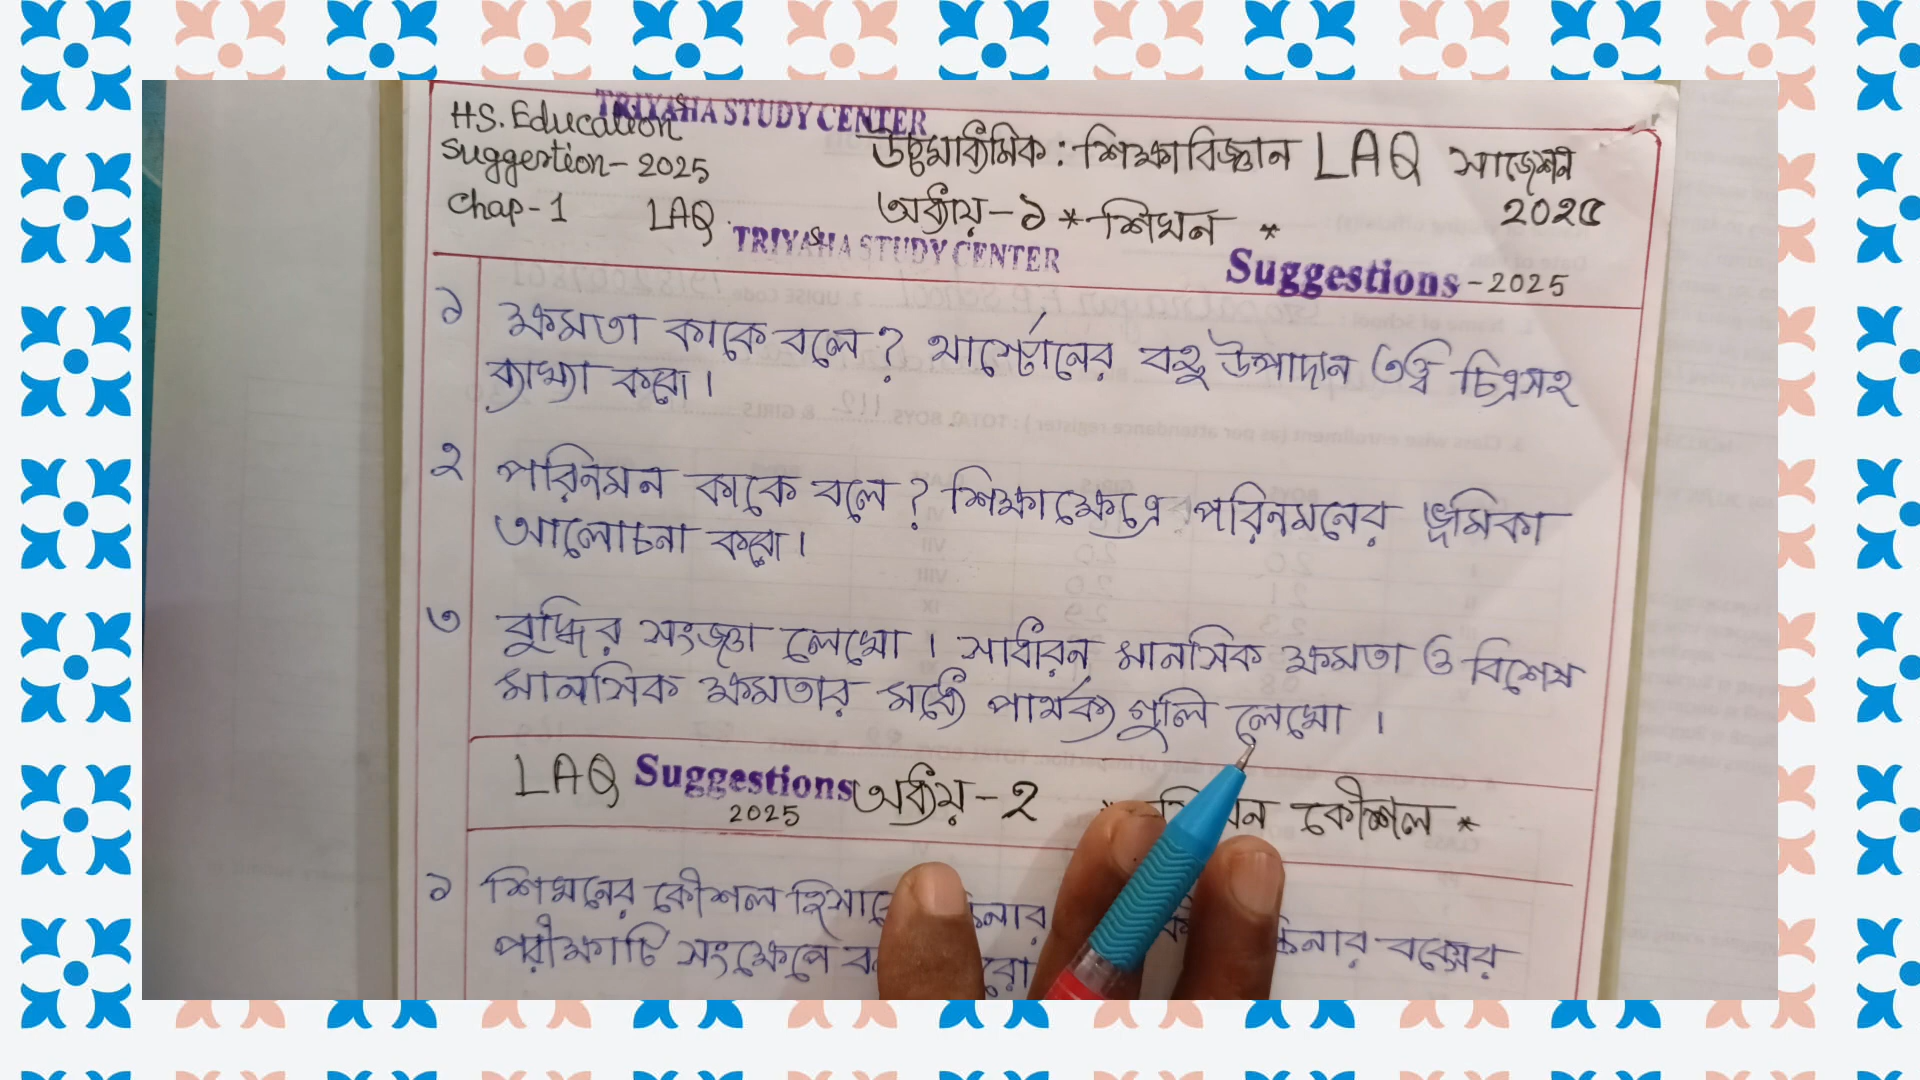 TRIYASHA STUDY CENTER
HS. Education
Suggestion - 2025
Chap - 1 LAQ.
উচ্চমাধ্যমিক : শিক্ষাবিজ্ঞান LAQ সাজেশন
2025
অধ্যায় - ১ * শিখন *
TRIYASHA STUDY CENTER
Suggestions - 2025
১ ক্ষমতা কাকে বলে? থার্স্টোনের বহু উপাদান তত্ত্ব চিত্রসহ
ব্যাখ্যা করো।
২ পরিনমন কাকে বলে? শিক্ষাক্ষেত্রে পরিনমনের ভূমিকা
আলোচনা করো।
৩ বুদ্ধির সংজ্ঞা লেখো। সাধারন মানসিক ক্ষমতা ও বিশেষ
মানসিক ক্ষমতার মধ্যে পার্থক্য গুলি লেখো।
LAQ Suggestions অধ্যায় - ২ কৌশল *
2025
১ শিখনের কৌশল
পরীক্ষাটি সংক্ষেপে বক্সের